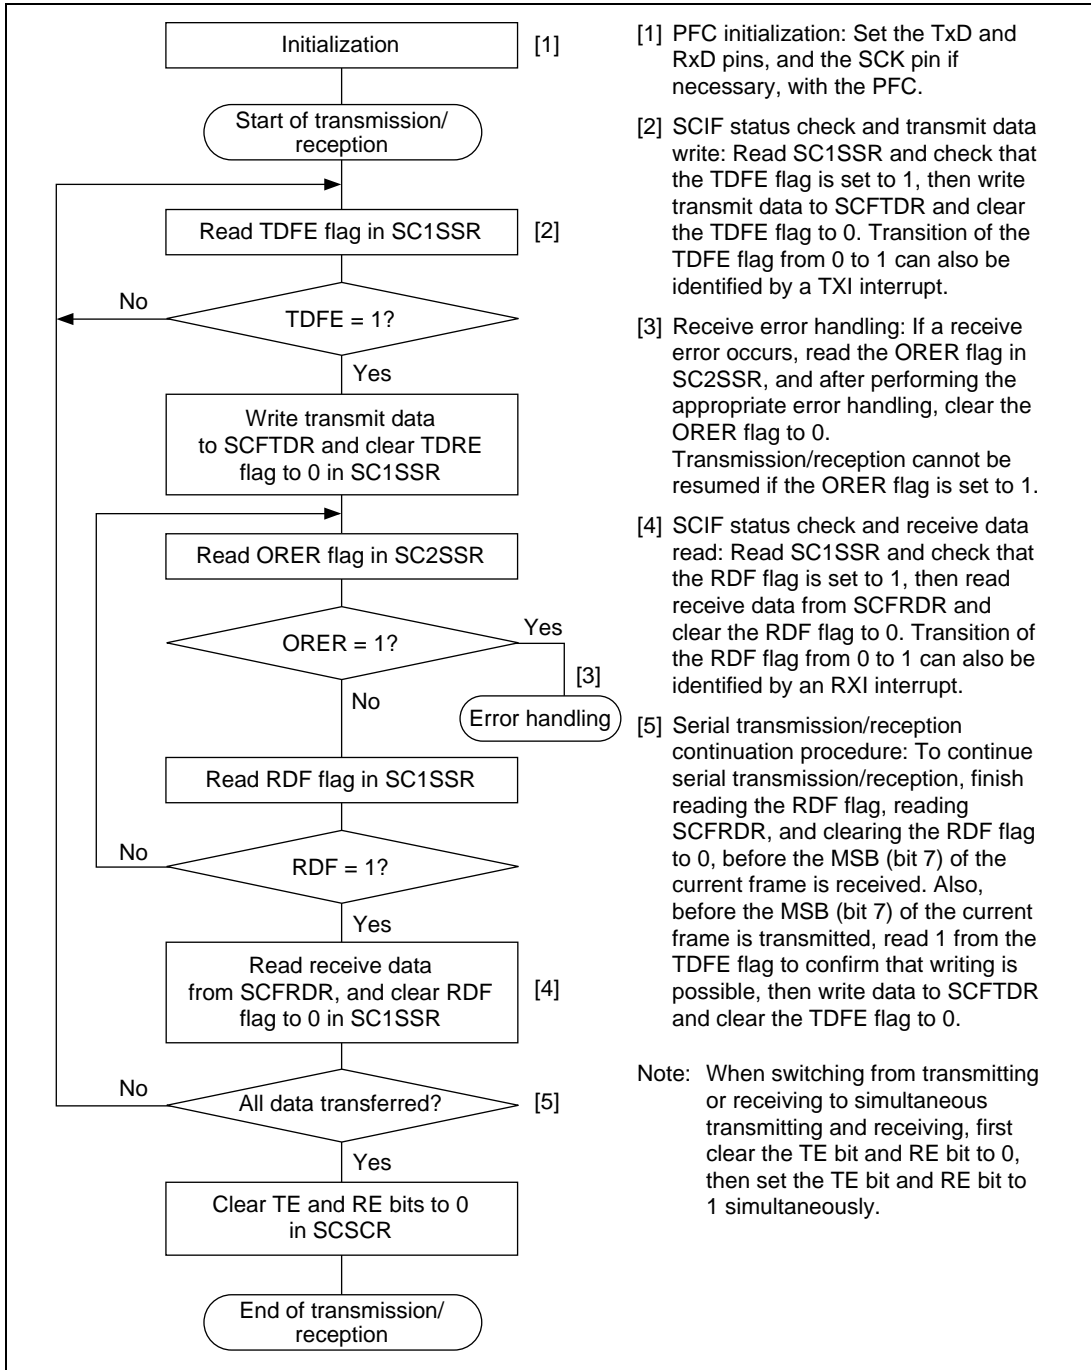 Initialization [1]
Start of transmission/
reception
Read TDFE flag in SC1SSR [2]
No
TDFE = 1?
Yes
Write transmit data
to SCFTDR and clear TDRE
flag to 0 in SC1SSR
Read ORER flag in SC2SSR
ORER = 1?
Yes
[3]
No
Error handling
Read RDF flag in SC1SSR
No
RDF = 1?
Yes
Read receive data
from SCFRDR, and clear RDF
flag to 0 in SC1SSR
[4]
No
All data transferred? [5]
Yes
Clear TE and RE bits to 0
in SCSCR
End of transmission/
reception
[1] PFC initialization: Set the TxD and
RxD pins, and the SCK pin if
necessary, with the PFC.
[2] SCIF status check and transmit data
write: Read SC1SSR and check that
the TDFE flag is set to 1, then write
transmit data to SCFTDR and clear
the TDFE flag to 0. Transition of the
TDFE flag from 0 to 1 can also be
identified by a TXI interrupt.
[3] Receive error handling: If a receive
error occurs, read the ORER flag in
SC2SSR, and after performing the
appropriate error handling, clear the
ORER flag to 0.
Transmission/reception cannot be
resumed if the ORER flag is set to 1.
[4] SCIF status check and receive data
read: Read SC1SSR and check that
the RDF flag is set to 1, then read
receive data from SCFRDR and
clear the RDF flag to 0. Transition of
the RDF flag from 0 to 1 can also be
identified by an RXI interrupt.
[5] Serial transmission/reception
continuation procedure: To continue
serial transmission/reception, finish
reading the RDF flag, reading
SCFRDR, and clearing the RDF flag
to 0, before the MSB (bit 7) of the
current frame is received. Also,
before the MSB (bit 7) of the current
frame is transmitted, read 1 from the
TDFE flag to confirm that writing is
possible, then write data to SCFTDR
and clear the TDFE flag to 0.
Note: When switching from transmitting
or receiving to simultaneous
transmitting and receiving, first
clear the TE bit and RE bit to 0,
then set the TE bit and RE bit to
1 simultaneously.